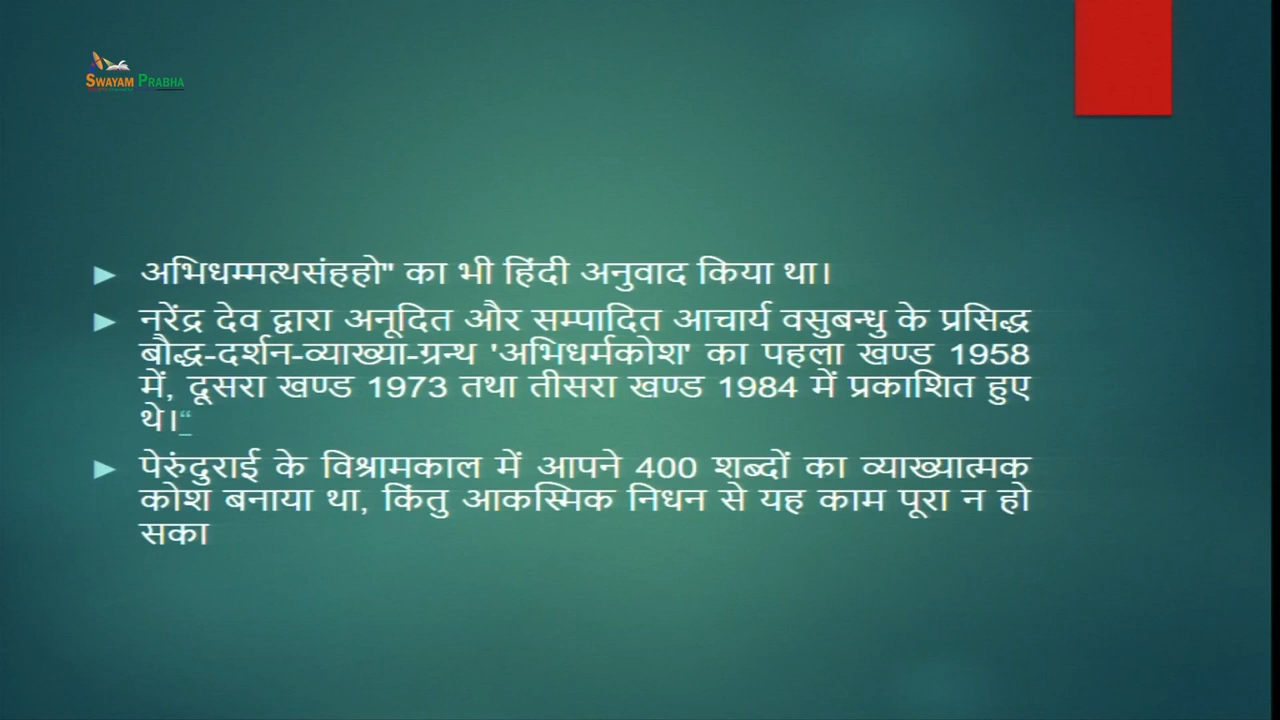 SWAYAM PRABHA
► अभिधम्मत्थसंहहो" का भी हिंदी अनुवाद किया था।
► नरेंद्र देव द्वारा अनूदित और सम्पादित आचार्य वसुबन्धु के प्रसिद्ध
बौद्ध-दर्शन-व्याख्या-ग्रन्थ 'अभिधर्मकोश' का पहला खण्ड 1958
में, दूसरा खण्ड 1973 तथा तीसरा खण्ड 1984 में प्रकाशित हुए
थे।“
► पेरुंदुराई के विश्रामकाल में आपने 400 शब्दों का व्याख्यात्मक
कोश बनाया था, किंतु आकस्मिक निधन से यह काम पूरा न हो
सका